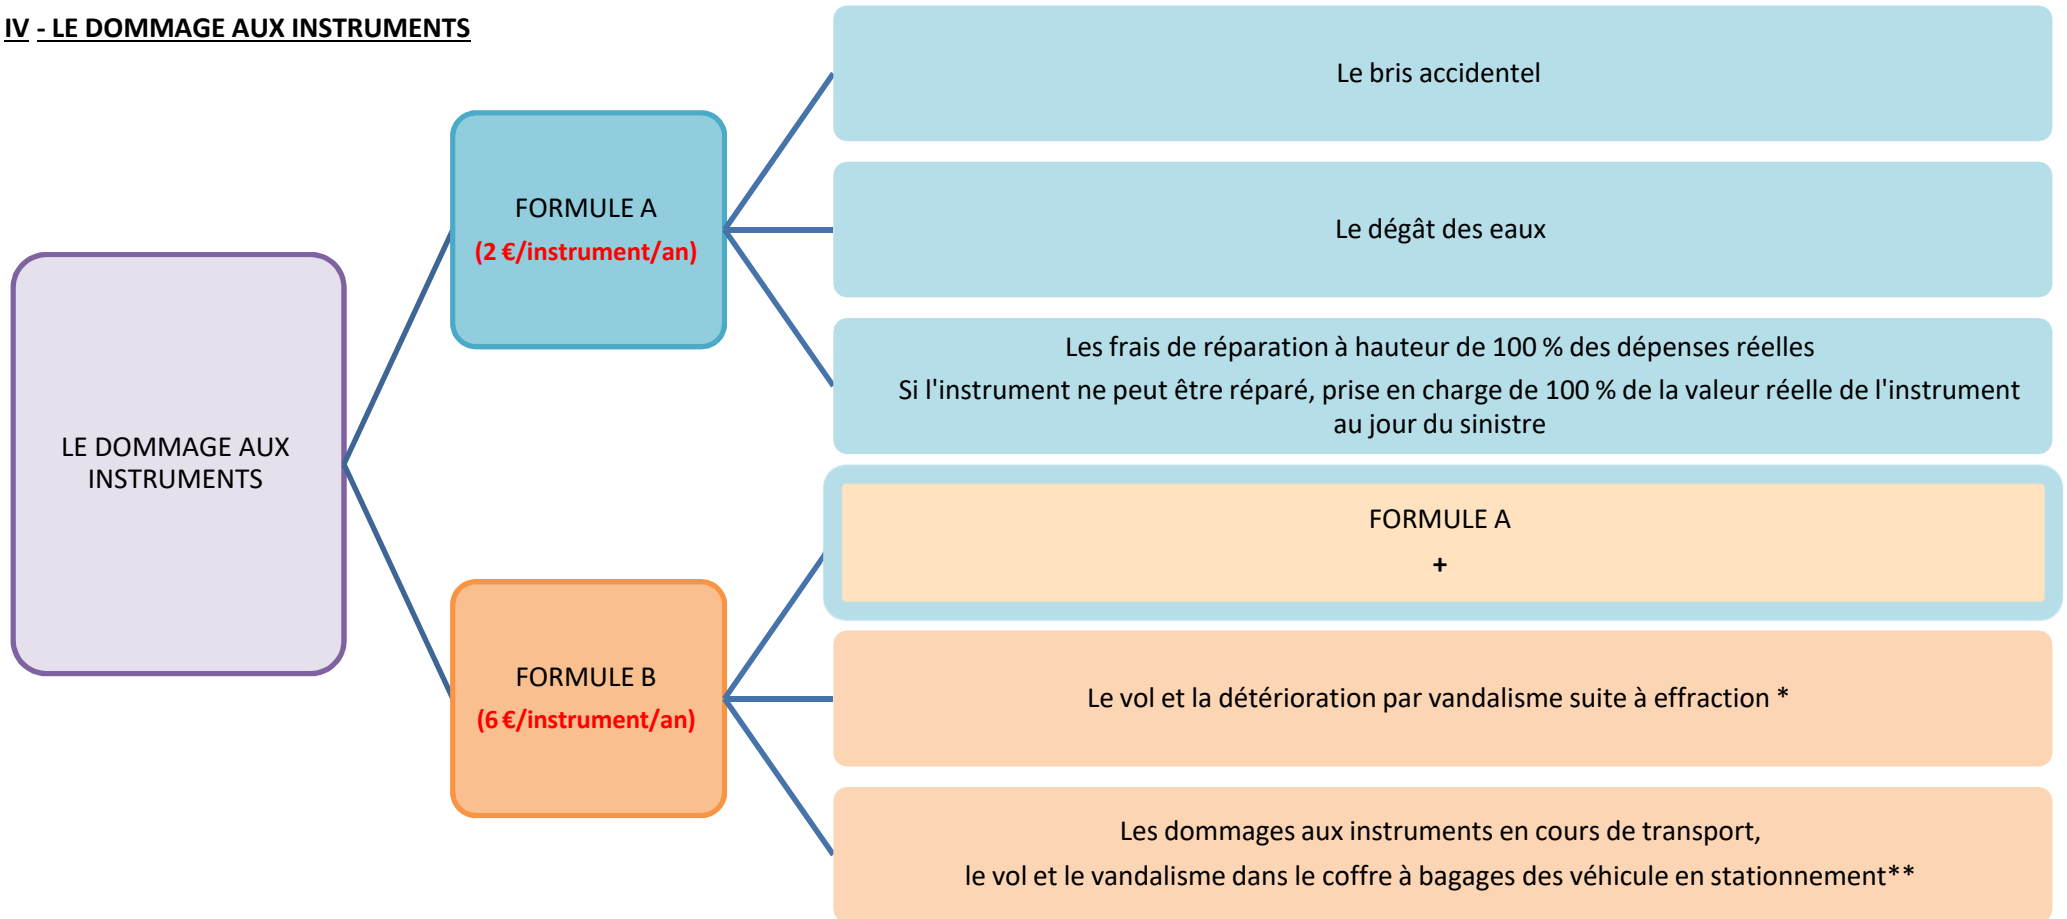 IV - LE DOMMAGE AUX INSTRUMENTS
LE DOMMAGE AUX
INSTRUMENTS
FORMULE A
(2 €/instrument/an)
Le bris accidentel
Le dégât des eaux
Les frais de réparation à hauteur de 100 % des dépenses réelles
Si l'instrument ne peut être réparé, prise en charge de 100 % de la valeur réelle de l'instrument
au jour du sinistre
FORMULE B
(6 €/instrument/an)
FORMULE A
+
Le vol et la détérioration par vandalisme suite à effraction *
Les dommages aux instruments en cours de transport,
le vol et le vandalisme dans le coffre à bagages des véhicule en stationnement**